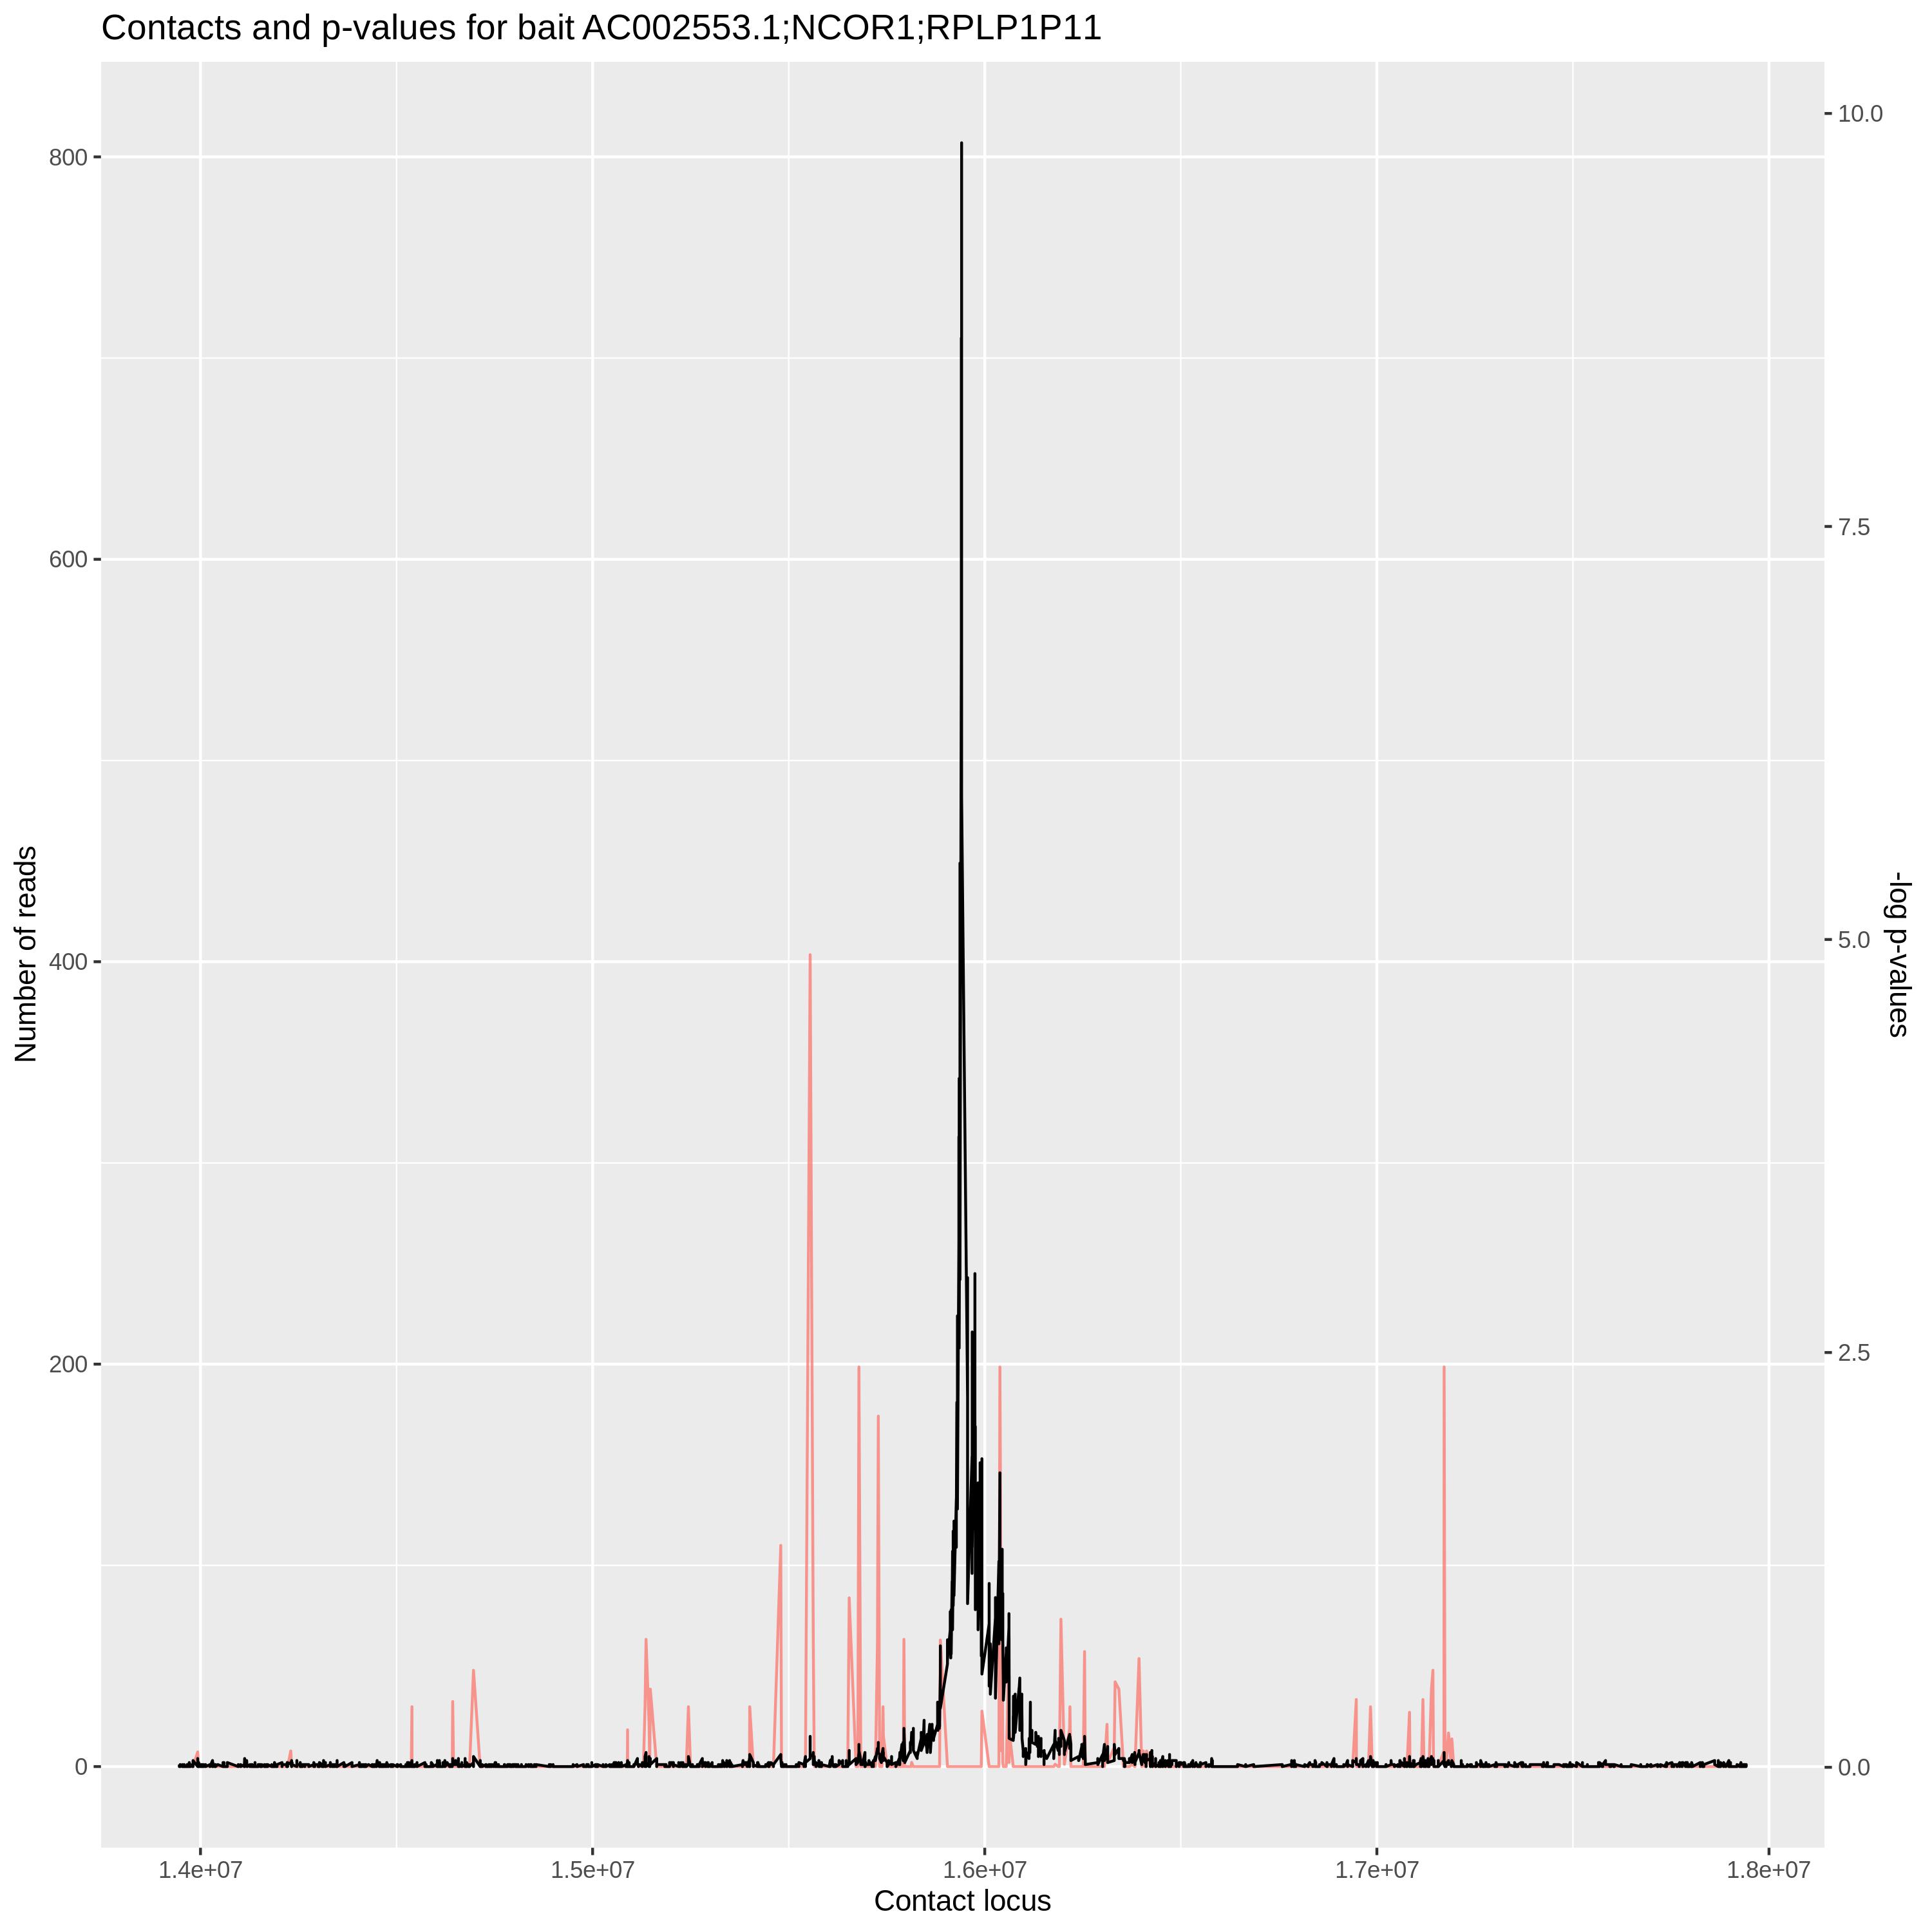 Contacts and p-values for bait AC002553.1;NCOR1;RPLP1P11
800
600
400
200
0
Number of reads
10.0
7.5
5.0
2.5
0.0
-log p-values
1.4e+07
1.5e+07
1.6e+07
1.7e+07
1.8e+07
Contact locus